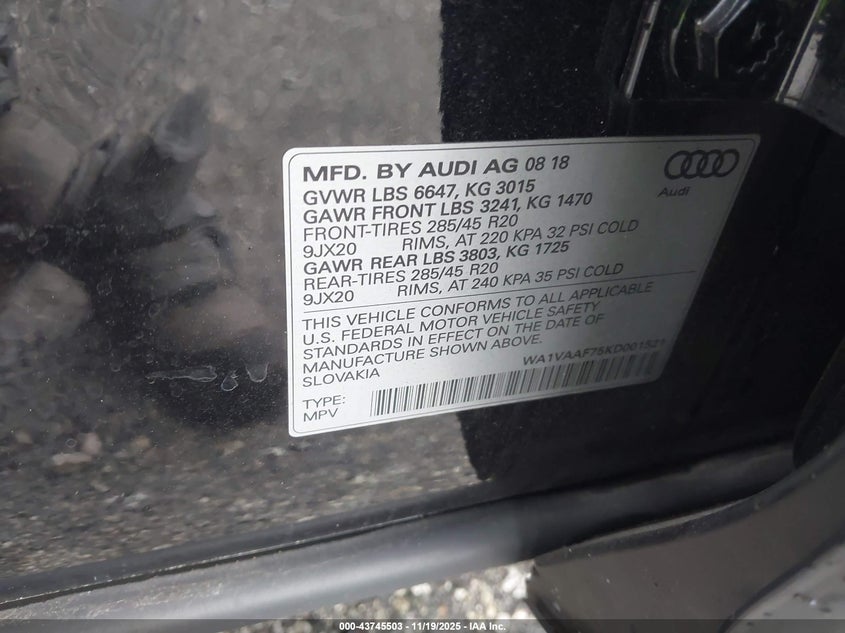 MFD. BY AUDI AG 08 18
GVWR LBS 6647, KG 3015
GAWR FRONT LBS 3241, KG 1470
FRONT-TIRES 285/45 R20
9JX20 RIMS, AT 220 KPA 32 PSI COLD
GAWR REAR LBS 3803, KG 1725
REAR-TIRES 285/45 R20
9JX20 RIMS, AT 240 KPA 35 PSI COLD
THIS VEHICLE CONFORMS TO ALL APPLICABLE
U.S. FEDERAL MOTOR VEHICLE SAFETY
STANDARDS IN EFFECT ON THE DATE OF
MANUFACTURE SHOWN ABOVE.
SLOVAKIA
WA1VAAF75KD001521
TYPE:
MPV
Audi
000-43745503 - 11/19/2025 - IAA Inc.